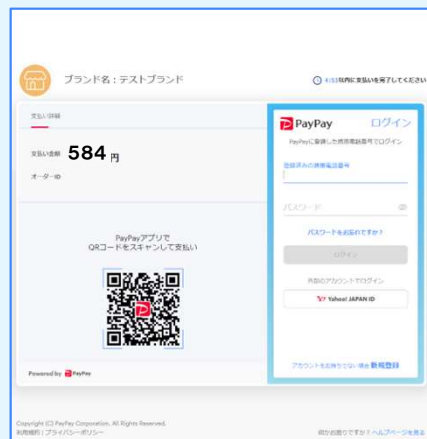 ブランド名：テストブランド
4:53以内に支払いを完了してください
支払い詳細
支払い金額 584 円
オーダーID
PayPayアプリで
QRコードをスキャンして支払い
Powered by PayPay
PayPay ログイン
PayPayに登録した携帯電話番号でログイン
登録済みの携帯電話番号
パスワード
パスワードをお忘れですか？
ログイン
外部のアカウントでログイン
Yahoo! JAPAN ID
アカウントをお持ちでない場合 新規登録
Copyright (C) PayPay Corporation. All Rights Reserved.
利用規約 | プライバシーポリシー
何かお困りですか？ヘルプページを見る